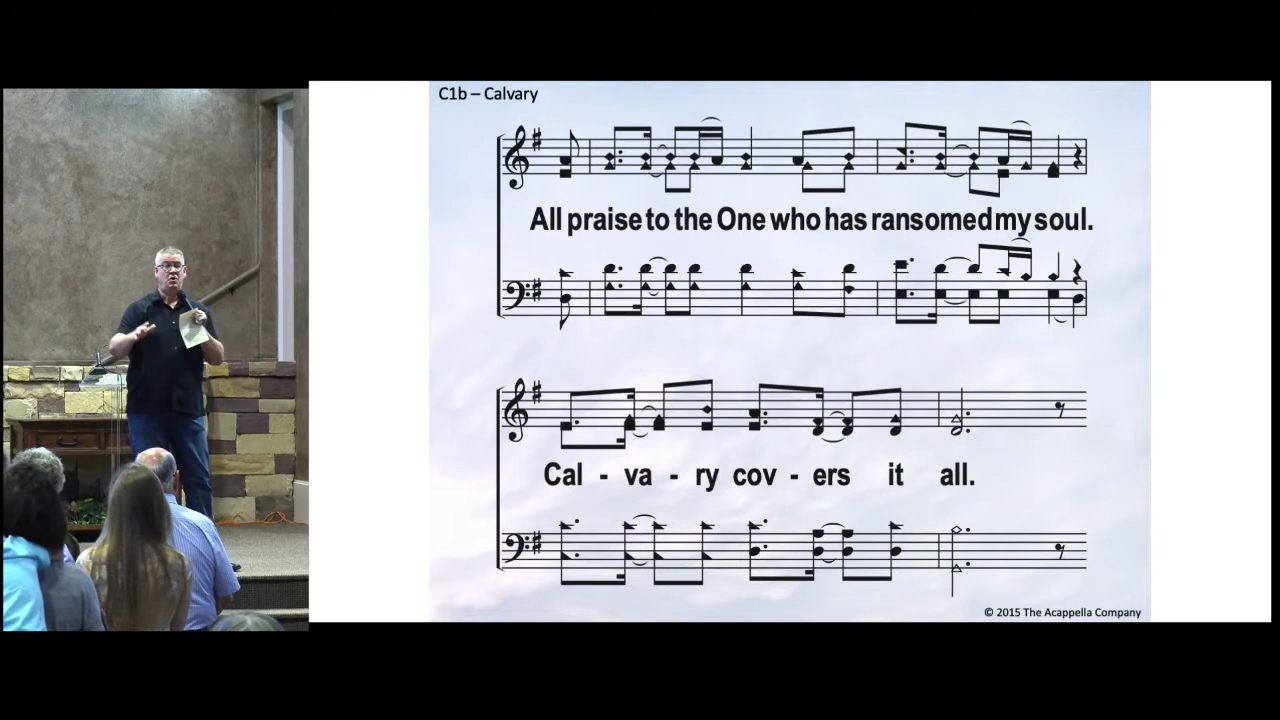 C1b – Calvary
All praise to the One who has ransomed my soul.
Cal - va - ry cov - ers it all.
© 2015 The Acappella Company